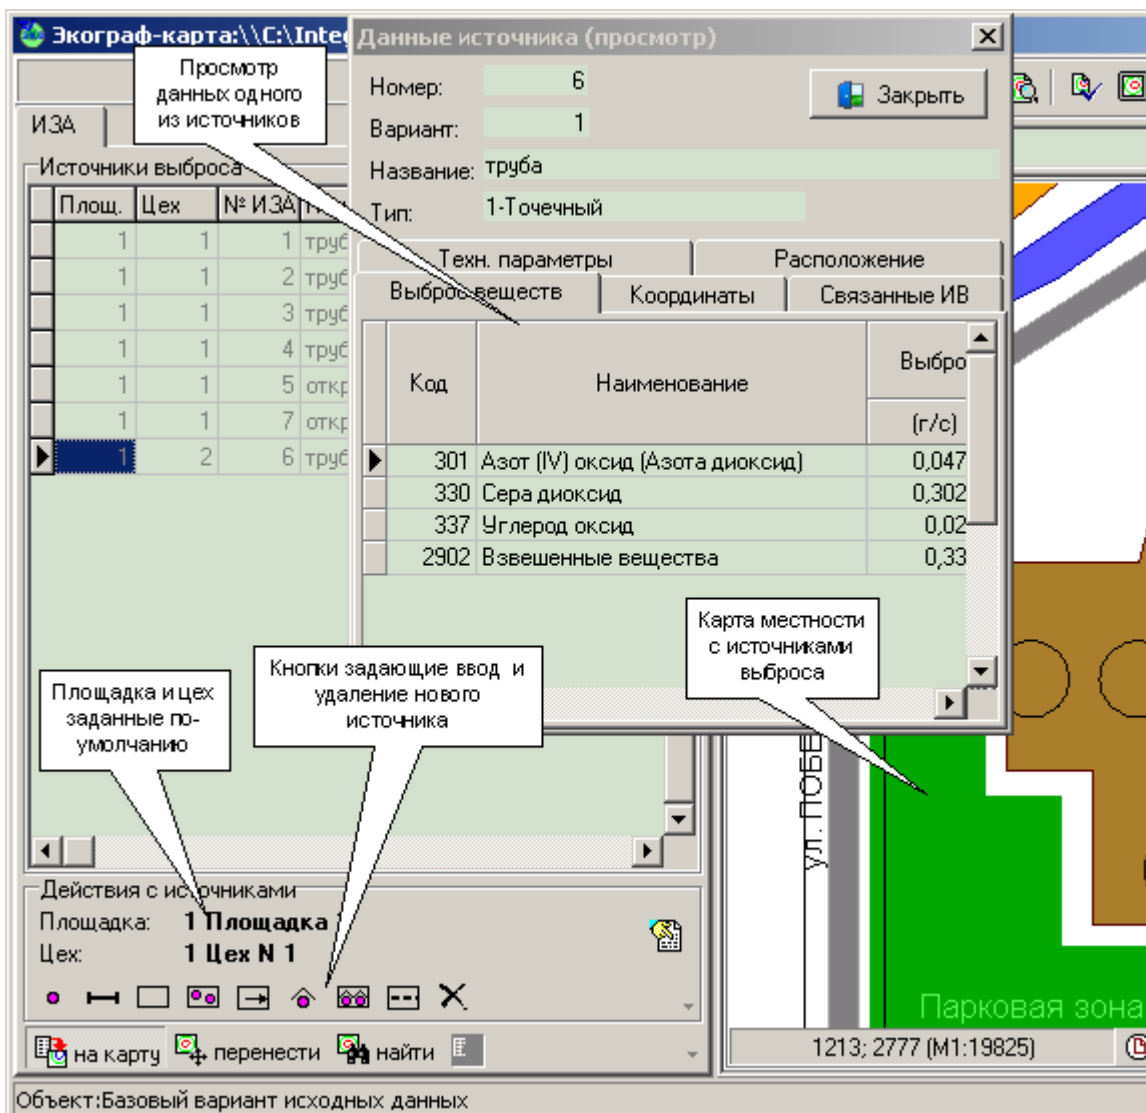 Экограф-карта:\\C:\Integ
Данные источника (просмотр)
Просмотр
данных одного
из источников
Номер:
6
Закрыть
Вариант:
1
Название:
труба
Тип:
1-Точечный
ИЗА
Источники выброса
Площ.
Цех
№ ИЗА
1 1 1 труб
1 1 2 труб
1 1 3 труб
1 1 4 труб
1 1 5 откр
1 1 7 откр
1 2 6 труб
Техн. параметры
Расположение
Выброс веществ
Координаты
Связанные ИВ
Код
Наименование
Выбро
(г/с)
301 Азот (IV) оксид (Азота диоксид) 0,047
330 Сера диоксид 0,302
337 Углерод оксид 0,02
2902 Взвешенные вещества 0,33
Карта местности
с источниками
выброса
Кнопки задающие ввод и
удаление нового
источника
Площадка и цех
заданные по-
умолчанию
ул. ПОБЕ
Действия с источниками
Площадка: 1 Площадка
Цех: 1 Цех N 1
Парковая зона
на карту
перенести
найти
1213; 2777 (М1:19825)
Объект:Базовый вариант исходных данных